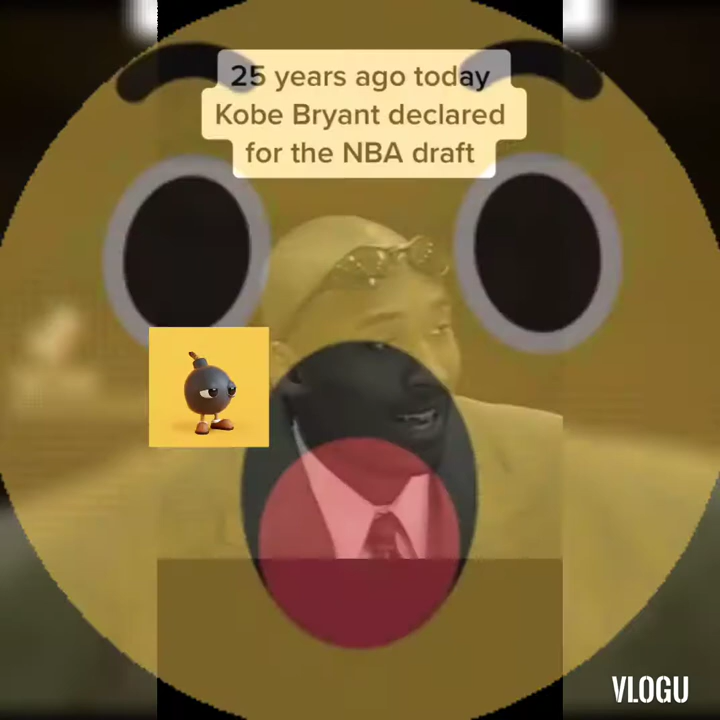 25 years ago today
Kobe Bryant declared
for the NBA draft
VLOGU